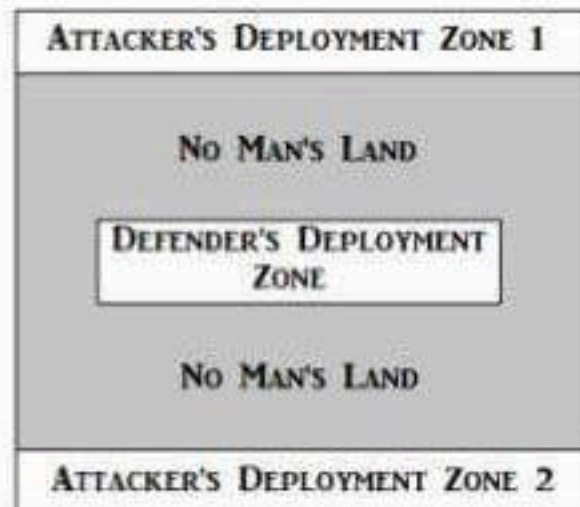 Attacker's Deployment Zone 1
No Man's Land
Defender's Deployment
Zone
No Man's Land
Attacker's Deployment Zone 2